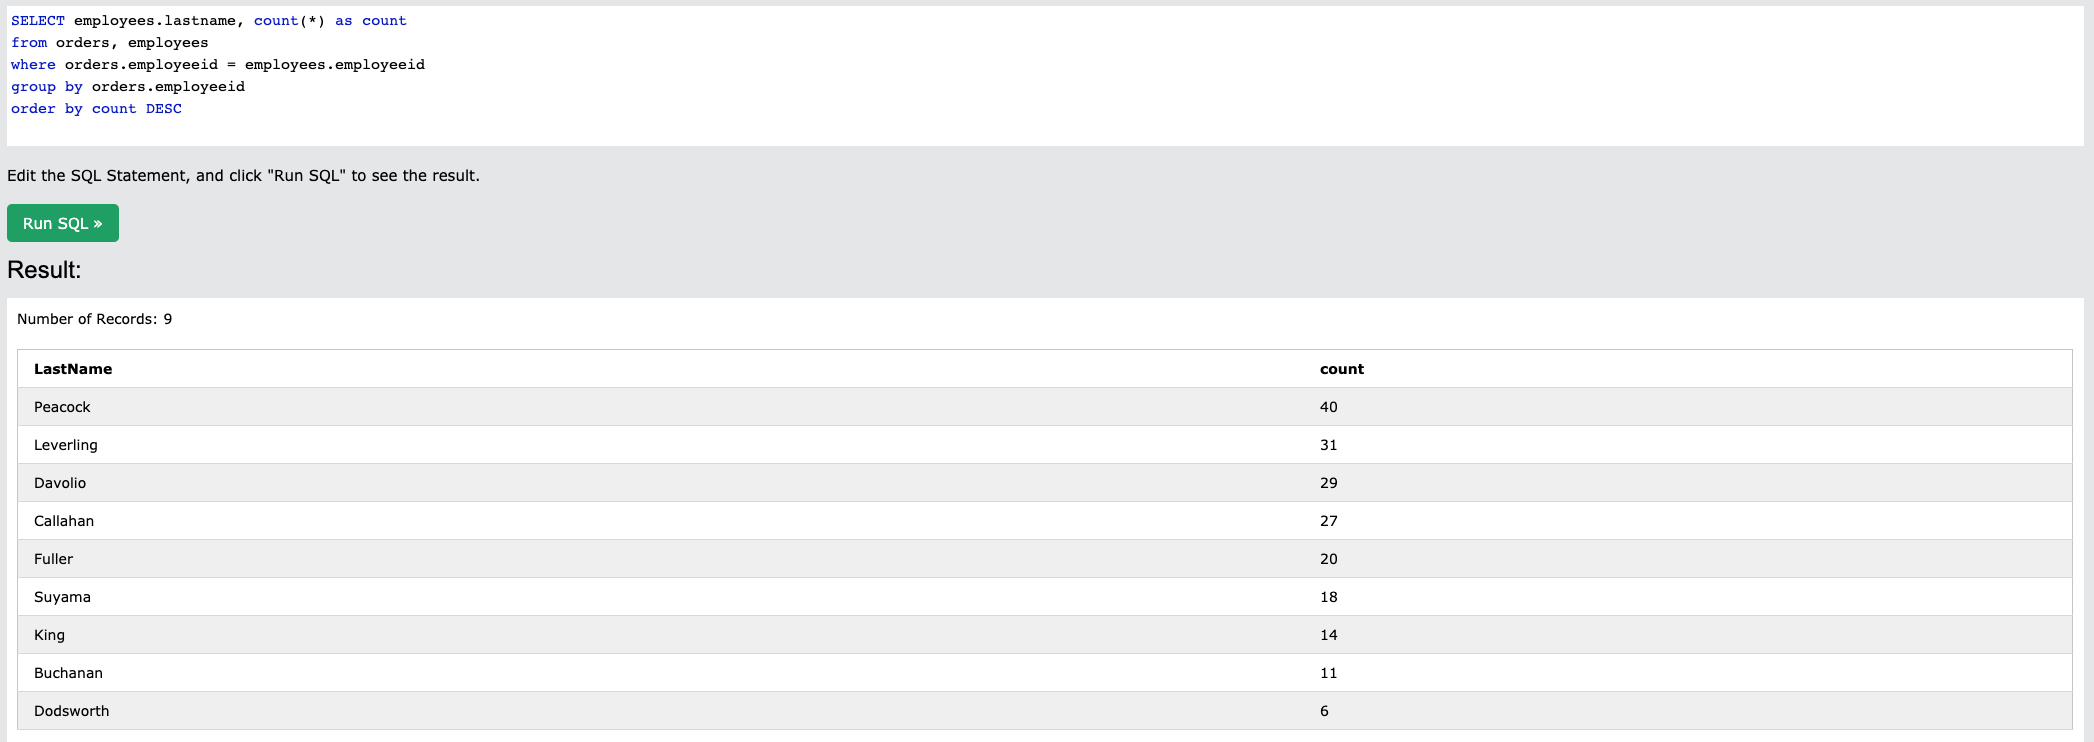 SELECT employees.lastname, count(*) as count
from orders, employees
where orders.employeeid = employees.employeeid
group by orders.employeeid
order by count DESC
Edit the SQL Statement, and click "Run SQL" to see the result.
Run SQL »
Result:
Number of Records: 9
LastName count
Peacock 40
Leverling 31
Davolio 29
Callahan 27
Fuller 20
Suyama 18
King 14
Buchanan 11
Dodsworth 6